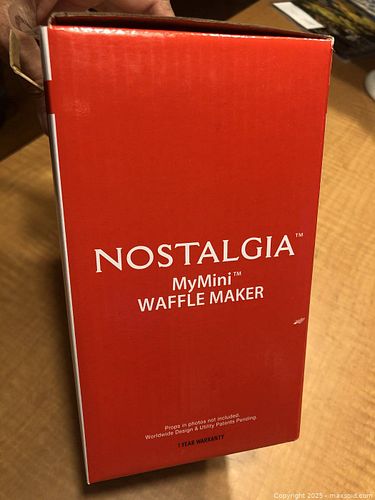 NOSTALGIA™
MyMini™
WAFFLE MAKER
Props in photos not included.
Worldwide Design & Utility Patents Pending.
1 YEAR WARRANTY
Copyright 2025 - maxsold.com